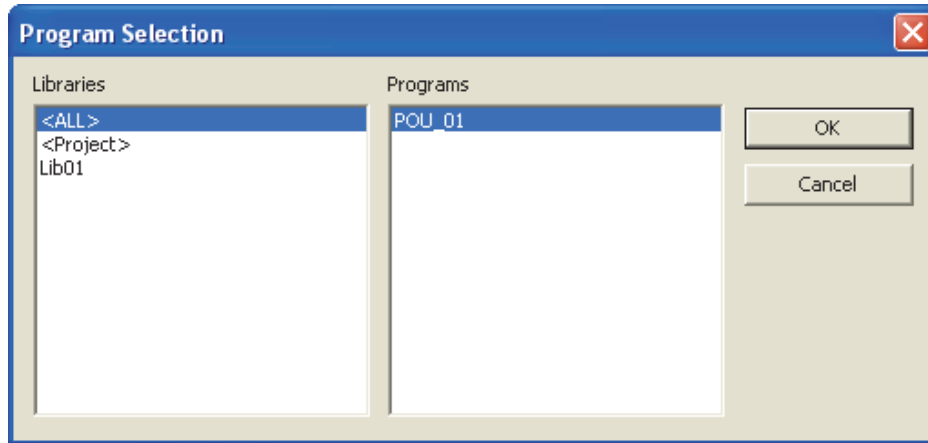 Program Selection
Libraries
Programs
<ALL>
<Project>
Lib01
POU_01
OK
Cancel